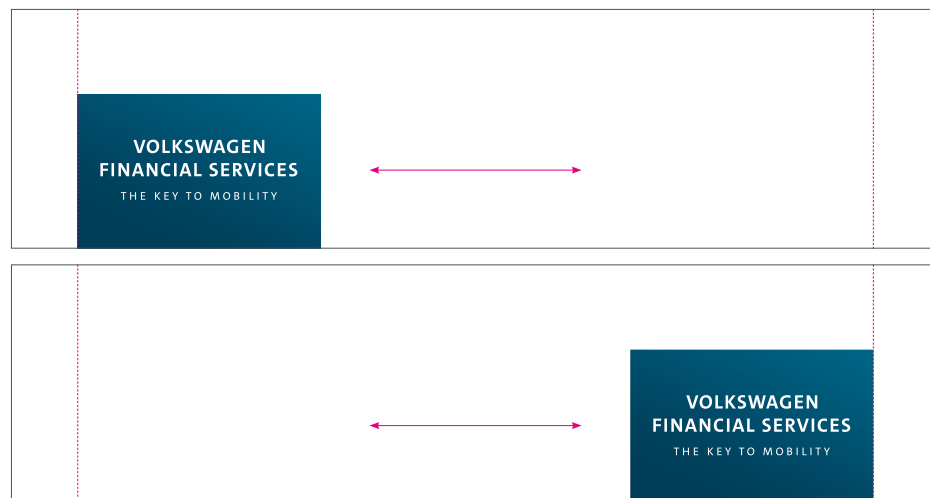 VOLKSWAGEN
FINANCIAL SERVICES
THE KEY TO MOBILITY
VOLKSWAGEN
FINANCIAL SERVICES
THE KEY TO MOBILITY